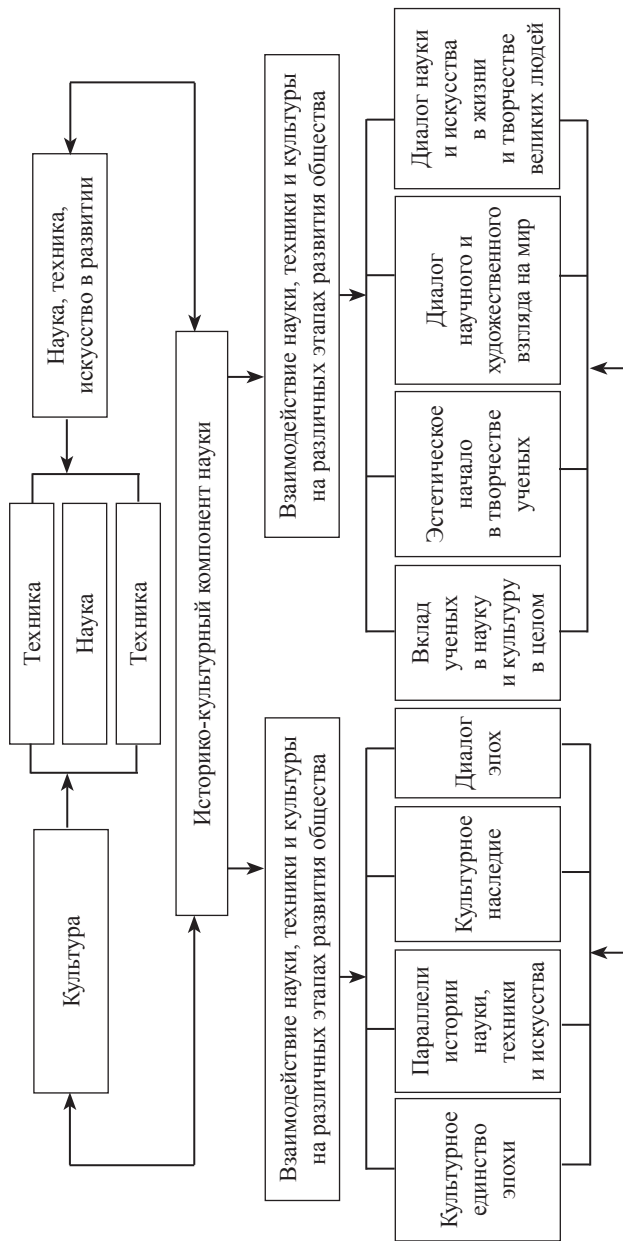 Культура
Техника
Наука
Техника
Наука, техника,
искусство в развитии
Историко-культурный компонент науки
Взаимодействие науки, техники и культуры
на различных этапах развития общества
Взаимодействие науки, техники и культуры
на различных этапах развития общества
Культурное
единство
эпохи
Параллели
истории
науки,
техники
и искусства
Культурное
наследие
Диалог
эпох
Вклад
ученых
в науку
и культуру
в целом
Эстетическое
начало
в творчестве
ученых
Диалог
научного и
художественного
взгляда на мир
Диалог науки
и искусства
в жизни
и творчестве
великих людей